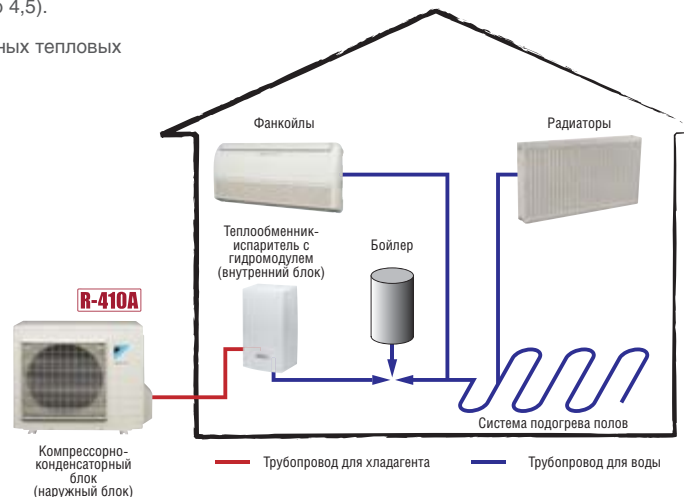 о 4,5).
ных тепловых
Фанкойлы
Радиаторы
Теплообменник-
испаритель с
гидромодулем
(внутренний блок)
Бойлер
R-410A
Система подогрева полов
Компрессорно-
конденсаторный
блок
(наружный блок)
Трубопровод для хладагента
Трубопровод для воды